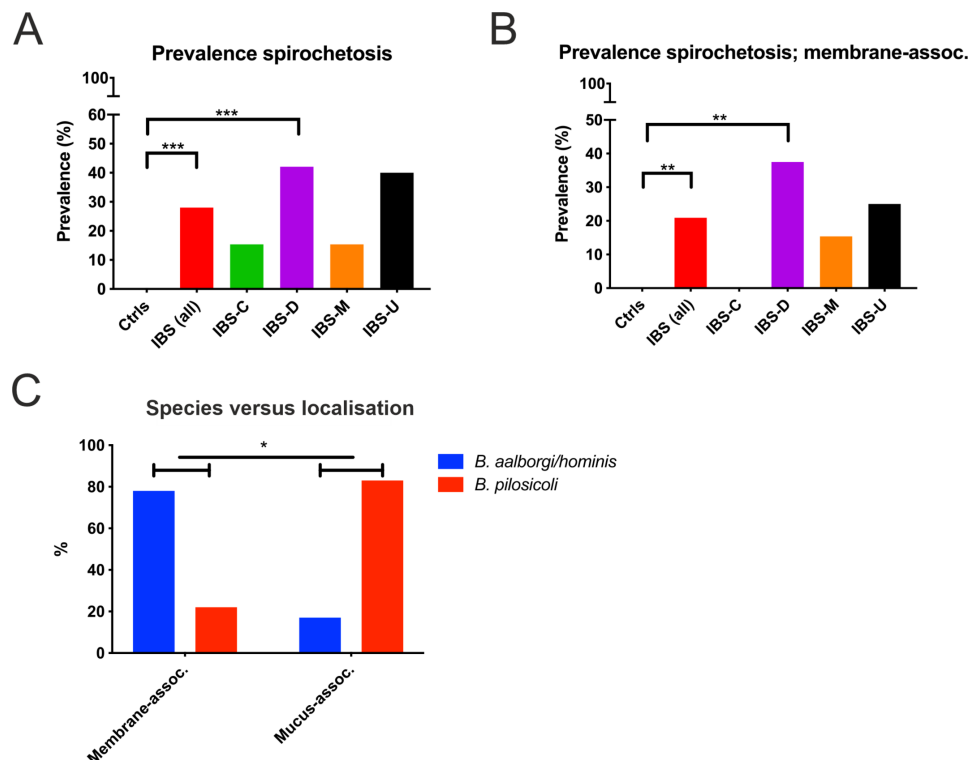 A
Prevalence spirochetosis
Prevalence (%)
100
60
50
40
30
20
10
0
***
***
Ctrls
IBS (all)
IBS-C
IBS-D
IBS-M
IBS-U
B
Prevalence spirochetosis; membrane-assoc.
Prevalence (%)
100
50
40
30
20
10
0
**
**
Ctrls
IBS (all)
IBS-C
IBS-D
IBS-M
IBS-U
C
Species versus localisation
%
100
80
60
40
20
0
*
Membrane-assoc.
Mucus-assoc.
B. aalborgi/hominis
B. pilosicoli